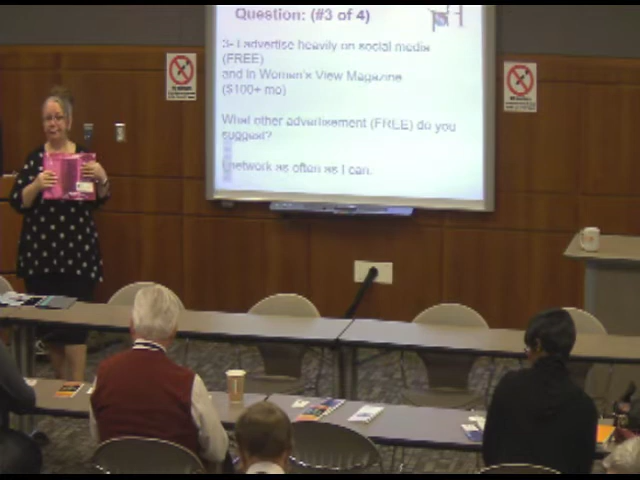 Question: (#3 of 4)
3- I advertise heavily on social media
(FREE)
and in Women's View Magazine
($100+ mo)
What other advertisement (FREE) do you
suggest?
I network as often as I can.